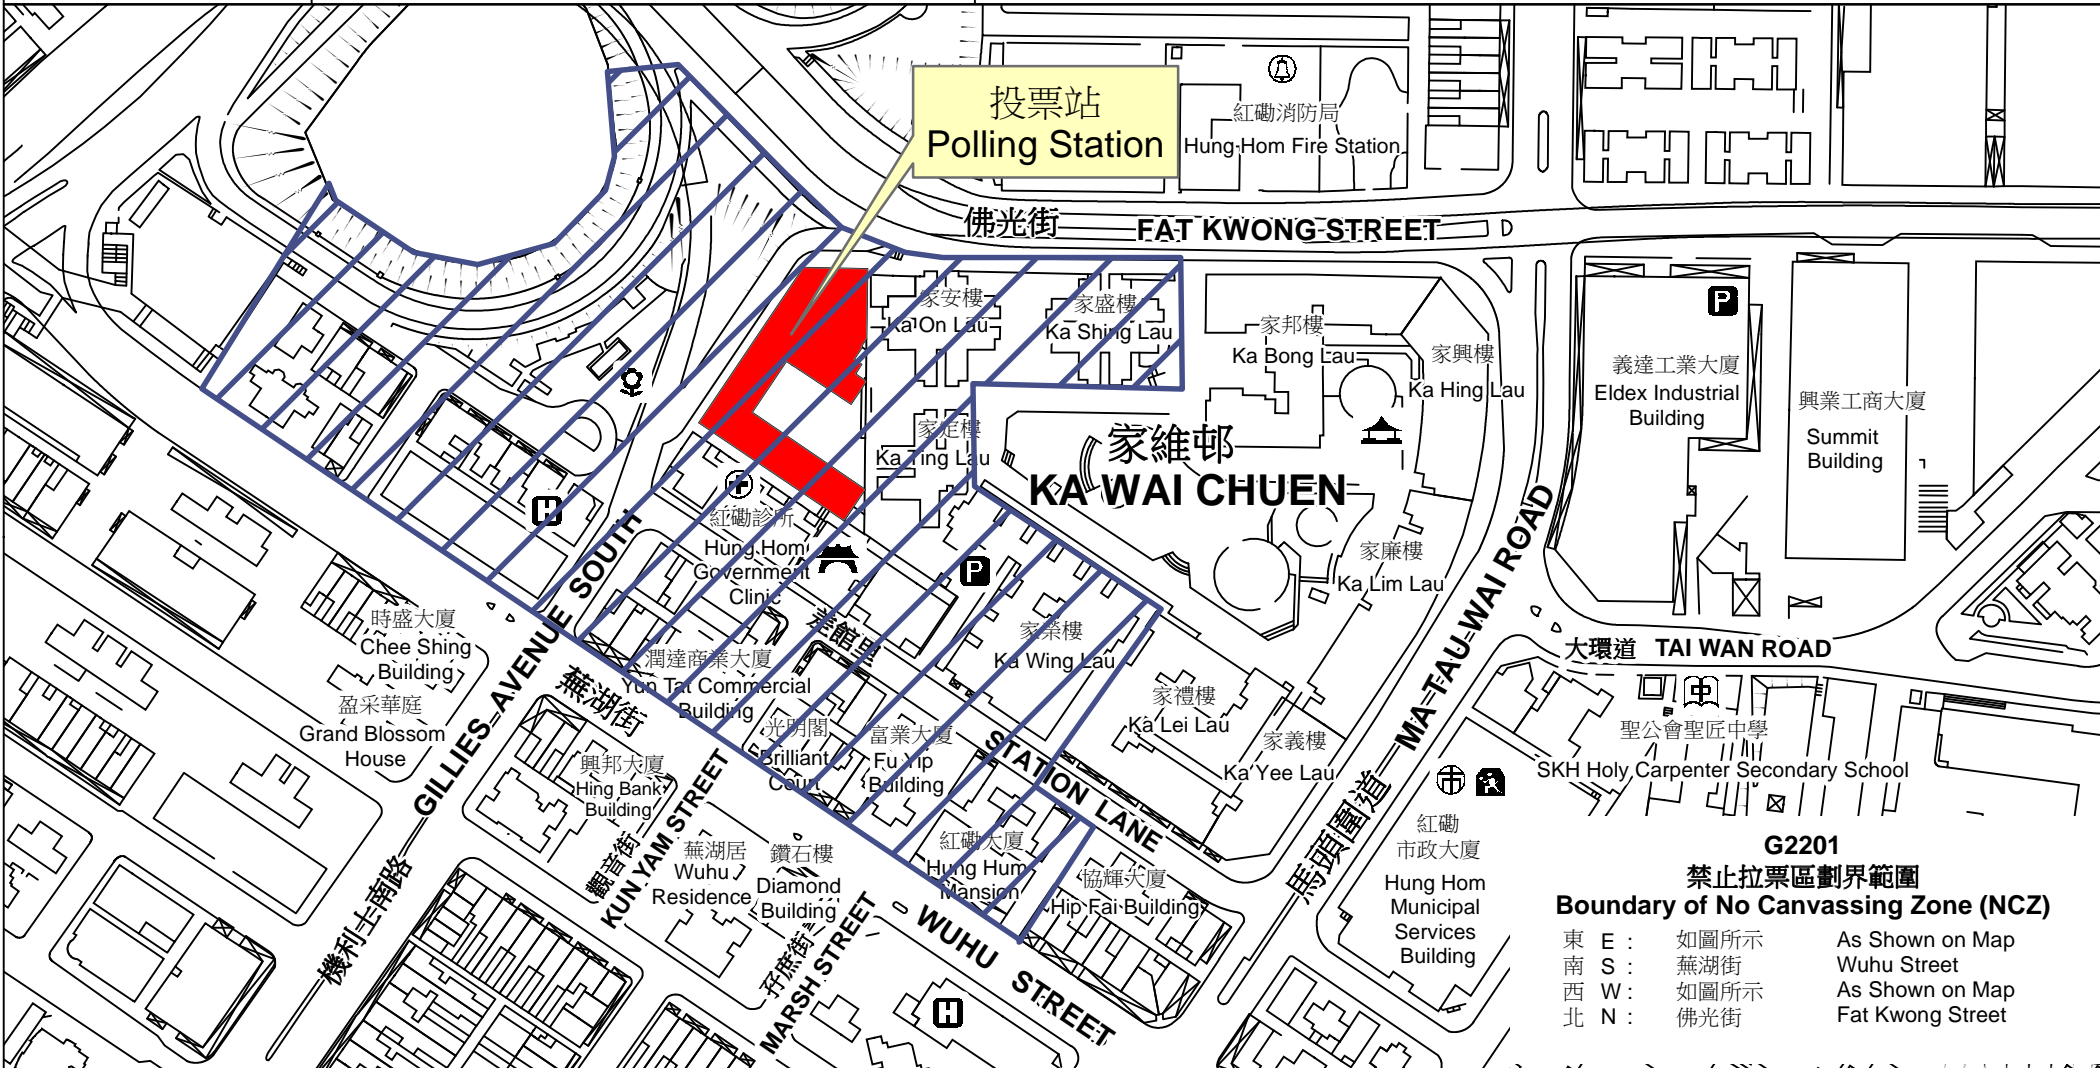 投票站
Polling Station
紅磡消防局
Hung Hom Fire Station
佛光街
FAT KWONG STREET
家安樓
Ka On Lau
家盛樓
Ka Shing Lau
家邦樓
Ka Bong Lau
家興樓
Ka Hing Lau
P
義達工業大廈
Eldex Industrial
Building
興業工商大廈
Summit
Building
家定樓
Ka Ting Lau
家維邨
KA WAI CHUEN
H
紅磡診所
Hung Hom
Government
Clinic
P
家廉樓
Ka Lim Lau
時盛大廈
Chee Shing
Building
盈采華庭
Grand Blossom
House
GILLIES AVENUE SOUTH
機利士南路
潤達商業大廈
Yun Tat Commercial
Building
差館里
STATION LANE
家榮樓
Ka Wing Lau
家禮樓
Ka Lei Lau
家義樓
Ka Yee Lau
馬頭圍道
MA TAU WAI ROAD
大環道 TAI WAN ROAD
中
聖公會聖匠中學
SKH Holy Carpenter Secondary School
蕪湖街
WUHU STREET
興邦大廈
Hing Bank
Building
光明閣
Brilliant
Court
富業大廈
Fu Yip
Building
觀音街
KUN YAM STREET
蕪湖居
Wuhu
Residence
鑽石樓
Diamond
Building
孖庶街
MARSH STREET
紅磡大廈
Hung Hum
Mansion
協輝大廈
Hip Fai Building
市
紅磡
市政大廈
Hung Hom
Municipal
Services
Building
H
G2201
禁止拉票區劃界範圍
Boundary of No Canvassing Zone (NCZ)
東 E : 如圖所示 As Shown on Map
南 S : 蕪湖街 Wuhu Street
西 W : 如圖所示 As Shown on Map
北 N : 佛光街 Fat Kwong Street